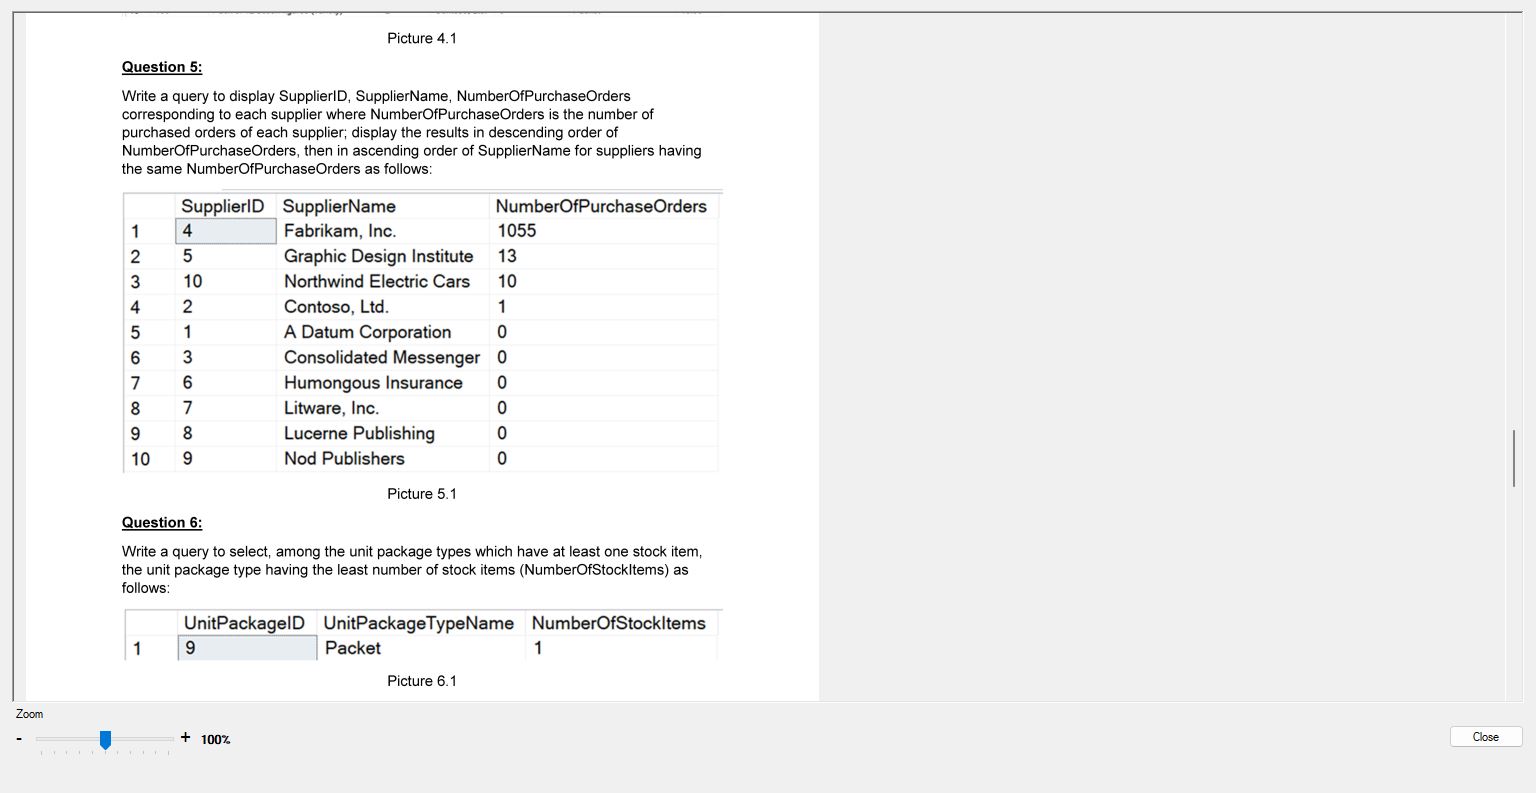 Picture 4.1
Question 5:
Write a query to display SupplierID, SupplierName, NumberOfPurchaseOrders
corresponding to each supplier where NumberOfPurchaseOrders is the number of
purchased orders of each supplier; display the results in descending order of
NumberOfPurchaseOrders, then in ascending order of SupplierName for suppliers having
the same NumberOfPurchaseOrders as follows:
SupplierID SupplierName NumberOfPurchaseOrders
1 4 Fabrikam, Inc. 1055
2 5 Graphic Design Institute 13
3 10 Northwind Electric Cars 10
4 2 Contoso, Ltd. 1
5 1 A Datum Corporation 0
6 3 Consolidated Messenger 0
7 6 Humongous Insurance 0
8 7 Litware, Inc. 0
9 8 Lucerne Publishing 0
10 9 Nod Publishers 0
Picture 5.1
Question 6:
Write a query to select, among the unit package types which have at least one stock item,
the unit package type having the least number of stock items (NumberOfStockItems) as
follows:
UnitPackageID UnitPackageTypeName NumberOfStockItems
1 9 Packet 1
Picture 6.1
Zoom
- + 100%
Close